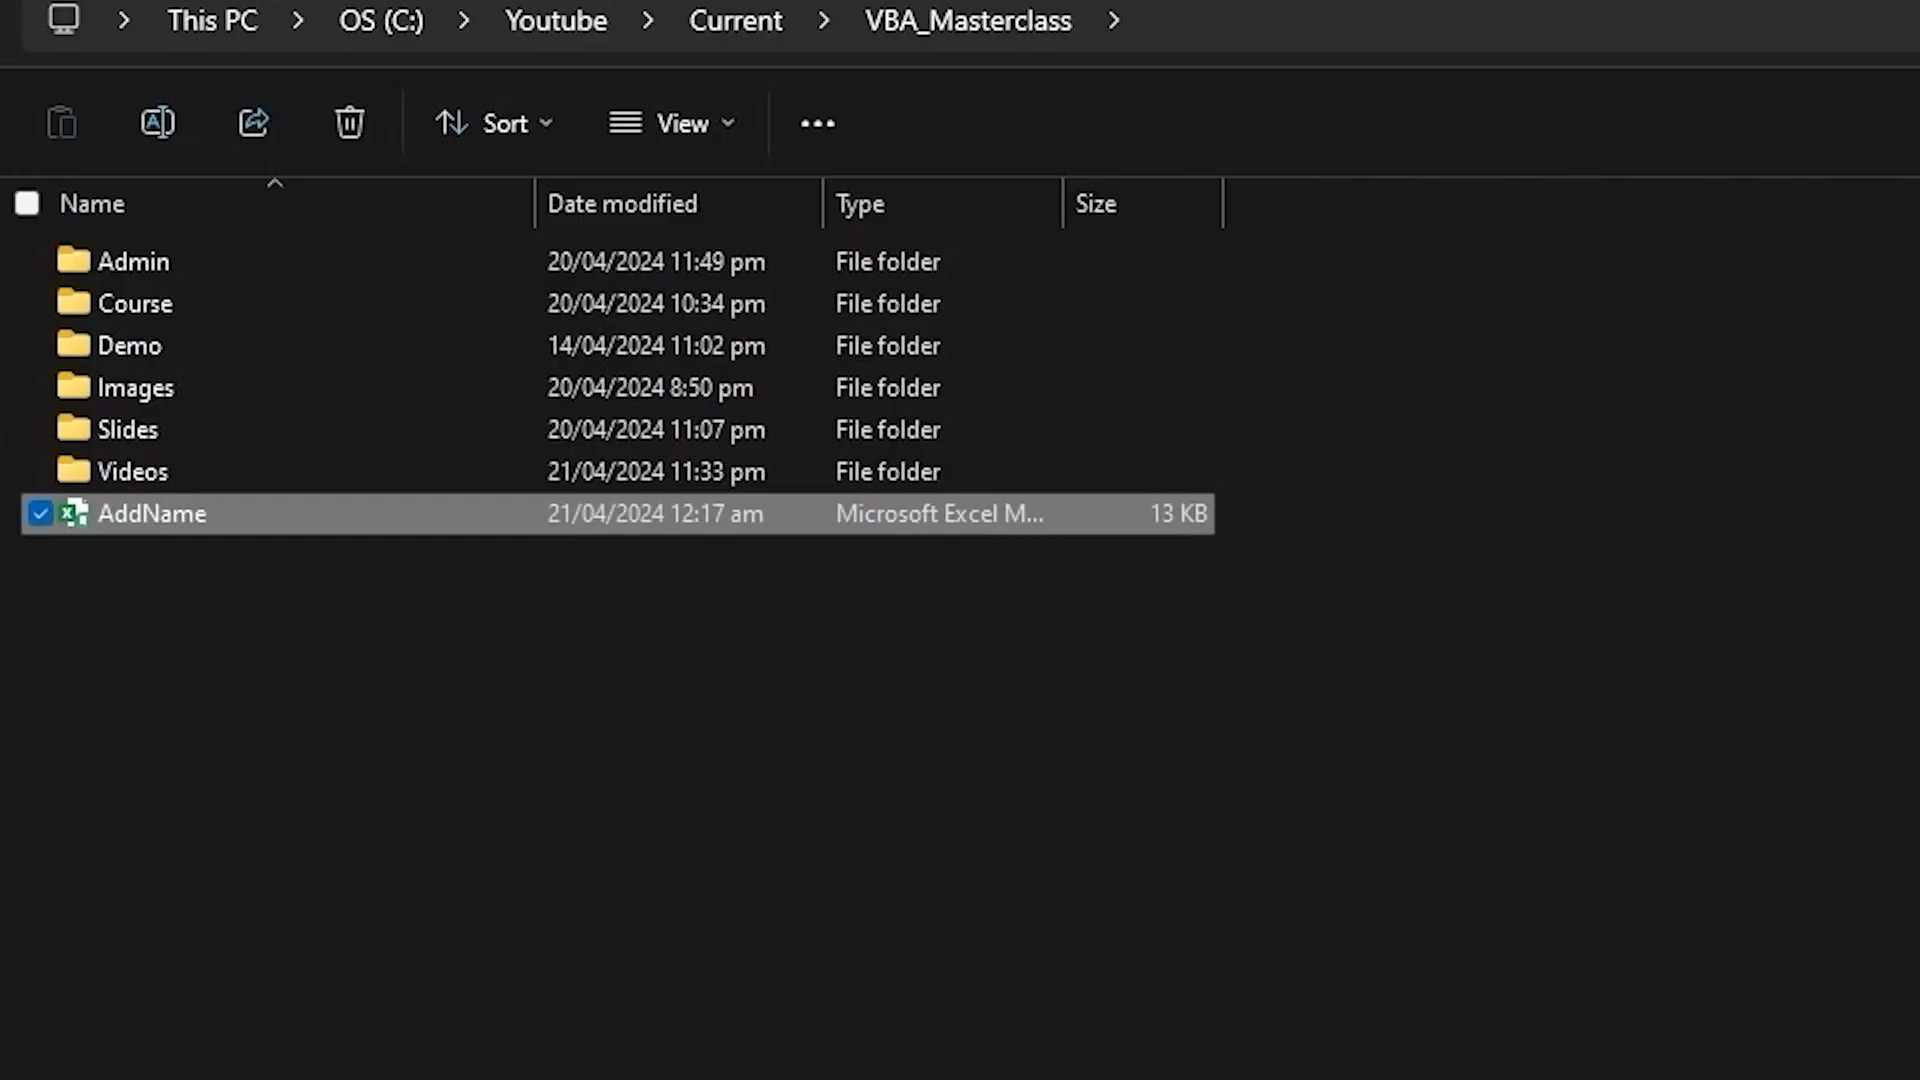 This PC > OS (C:) > Youtube > Current > VBA_Masterclass >
Sort View
Name Date modified Type Size
Admin 20/04/2024 11:49 pm File folder
Course 20/04/2024 10:34 pm File folder
Demo 14/04/2024 11:02 pm File folder
Images 20/04/2024 8:50 pm File folder
Slides 20/04/2024 11:07 pm File folder
Videos 21/04/2024 11:33 pm File folder
AddName 21/04/2024 12:17 am Microsoft Excel M... 13 KB